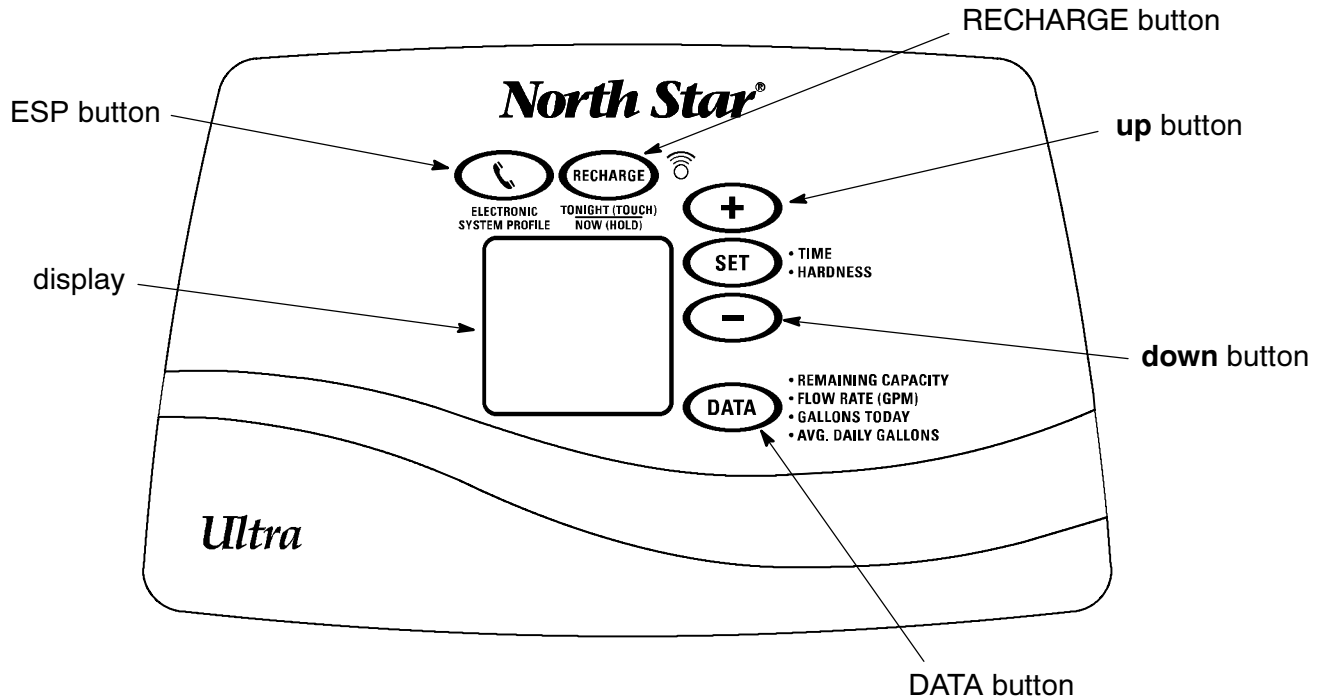 RECHARGE button
North Star®
ESP button
up button
RECHARGE
+
ELECTRONIC
SYSTEM PROFILE
TONIGHT (TOUCH)
NOW (HOLD)
SET
• TIME
• HARDNESS
display
−
down button
DATA
• REMAINING CAPACITY
• FLOW RATE (GPM)
• GALLONS TODAY
• AVG. DAILY GALLONS
Ultra
DATA button